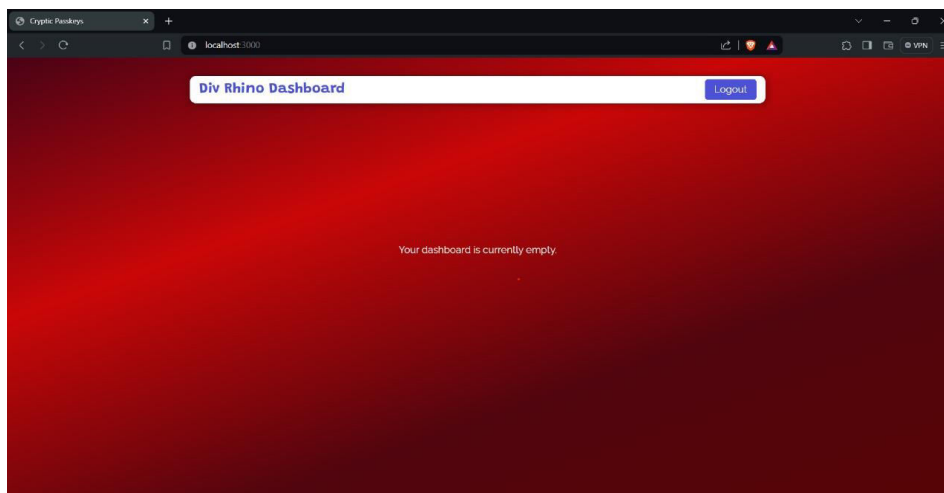 Cryptic Passkeys
localhost:3000
VPN
Div Rhino Dashboard
Logout
Your dashboard is currently empty.